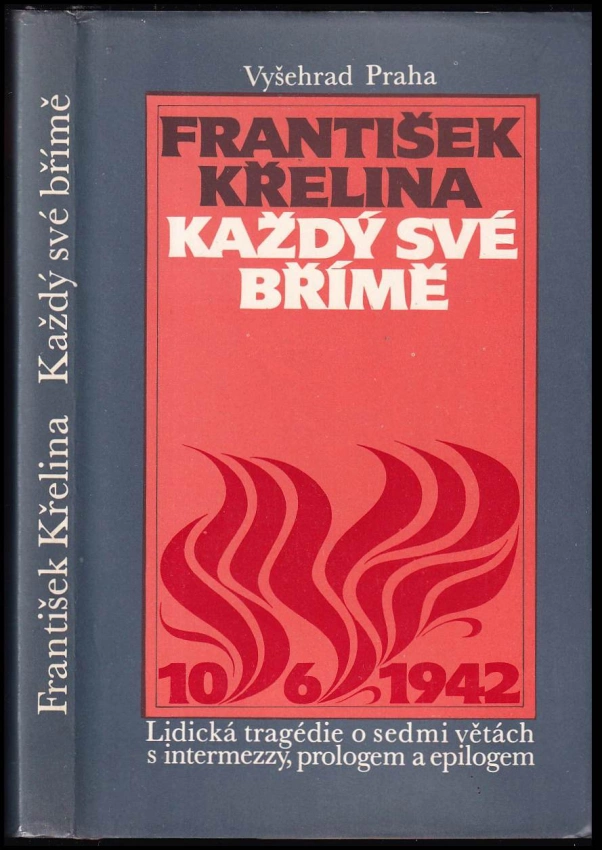 František Křelina Každý své břímě
Vyšehrad Praha
FRANTIŠEK
KŘELINA
KAŽDÝ SVÉ
BŘÍMĚ
10 6 1942
Lidická tragédie o sedmi větách
s intermezzy, prologem a epilogem